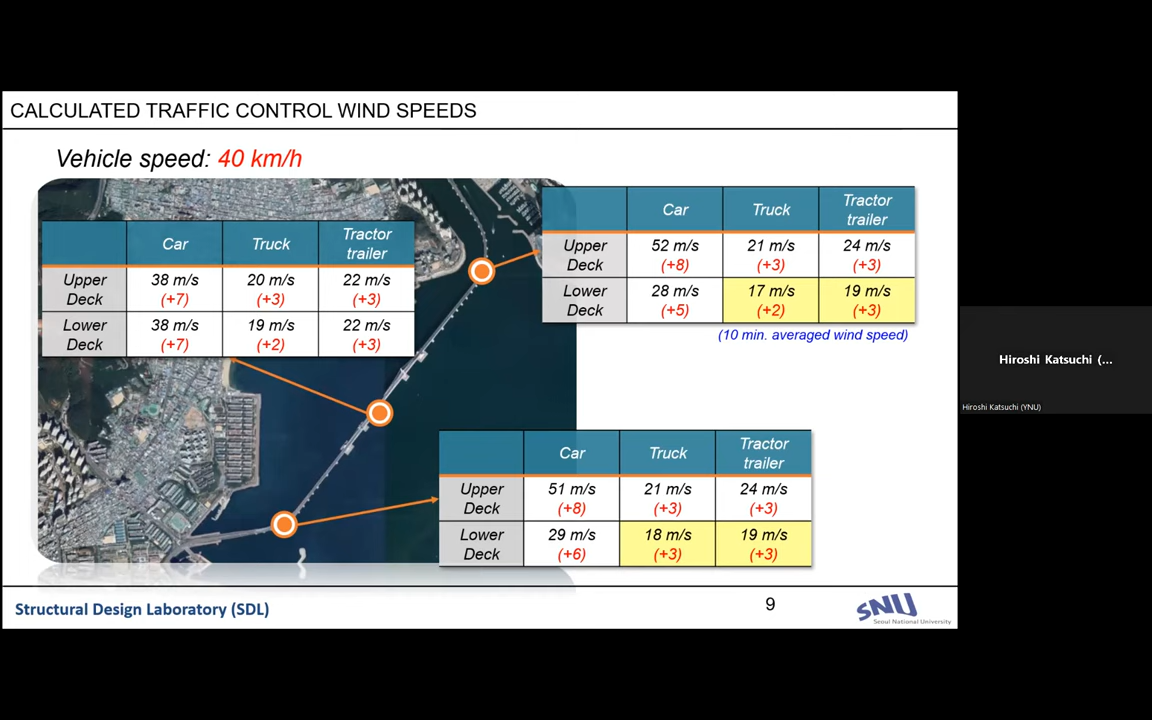 CALCULATED TRAFFIC CONTROL WIND SPEEDS
Vehicle speed: 40 km/h
Car Truck Tractor trailer
Upper Deck 38 m/s (+7) 20 m/s (+3) 22 m/s (+3)
Lower Deck 38 m/s (+7) 19 m/s (+2) 22 m/s (+3)
Car Truck Tractor trailer
Upper Deck 52 m/s (+8) 21 m/s (+3) 24 m/s (+3)
Lower Deck 28 m/s (+5) 17 m/s (+2) 19 m/s (+3)
(10 min. averaged wind speed)
Car Truck Tractor trailer
Upper Deck 51 m/s (+8) 21 m/s (+3) 24 m/s (+3)
Lower Deck 29 m/s (+6) 18 m/s (+3) 19 m/s (+3)
Structural Design Laboratory (SDL)
9
SNU
Seoul National University
Hiroshi Katsuchi (...
Hiroshi Katsuchi (YNU)